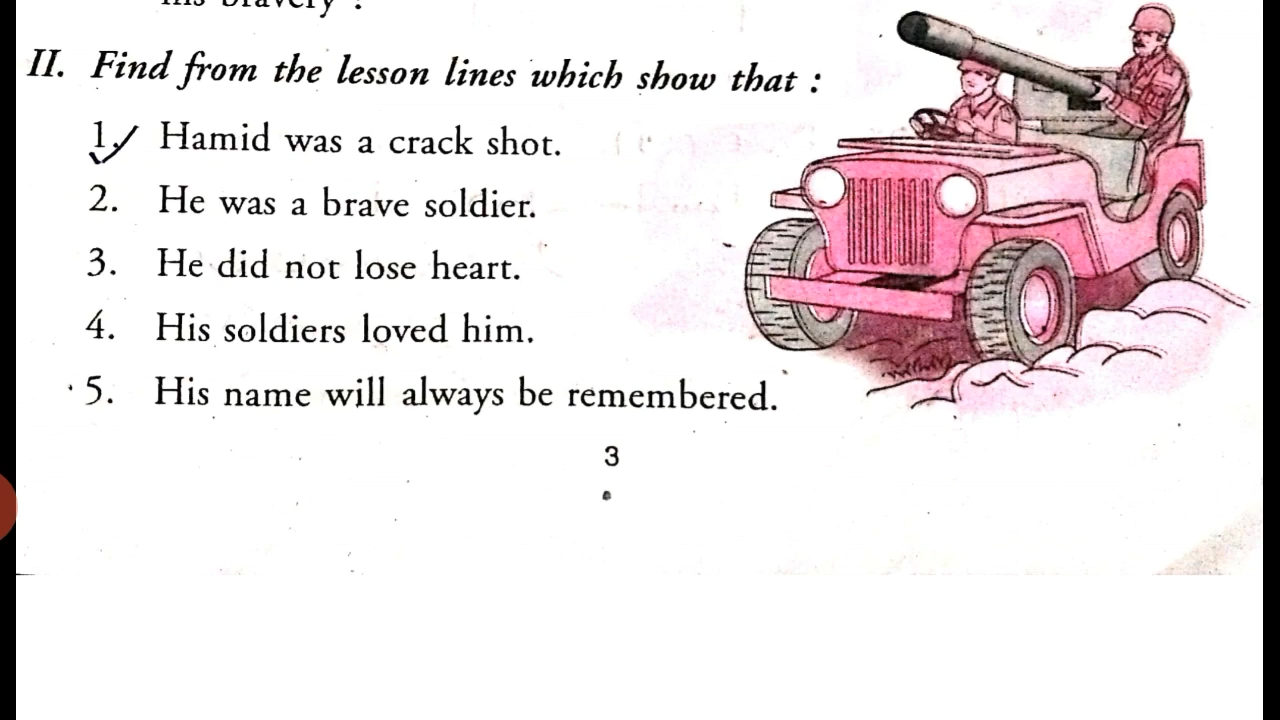 his bravery ?
II. Find from the lesson lines which show that :
1. Hamid was a crack shot.
2. He was a brave soldier.
3. He did not lose heart.
4. His soldiers loved him.
5. His name will always be remembered.
3